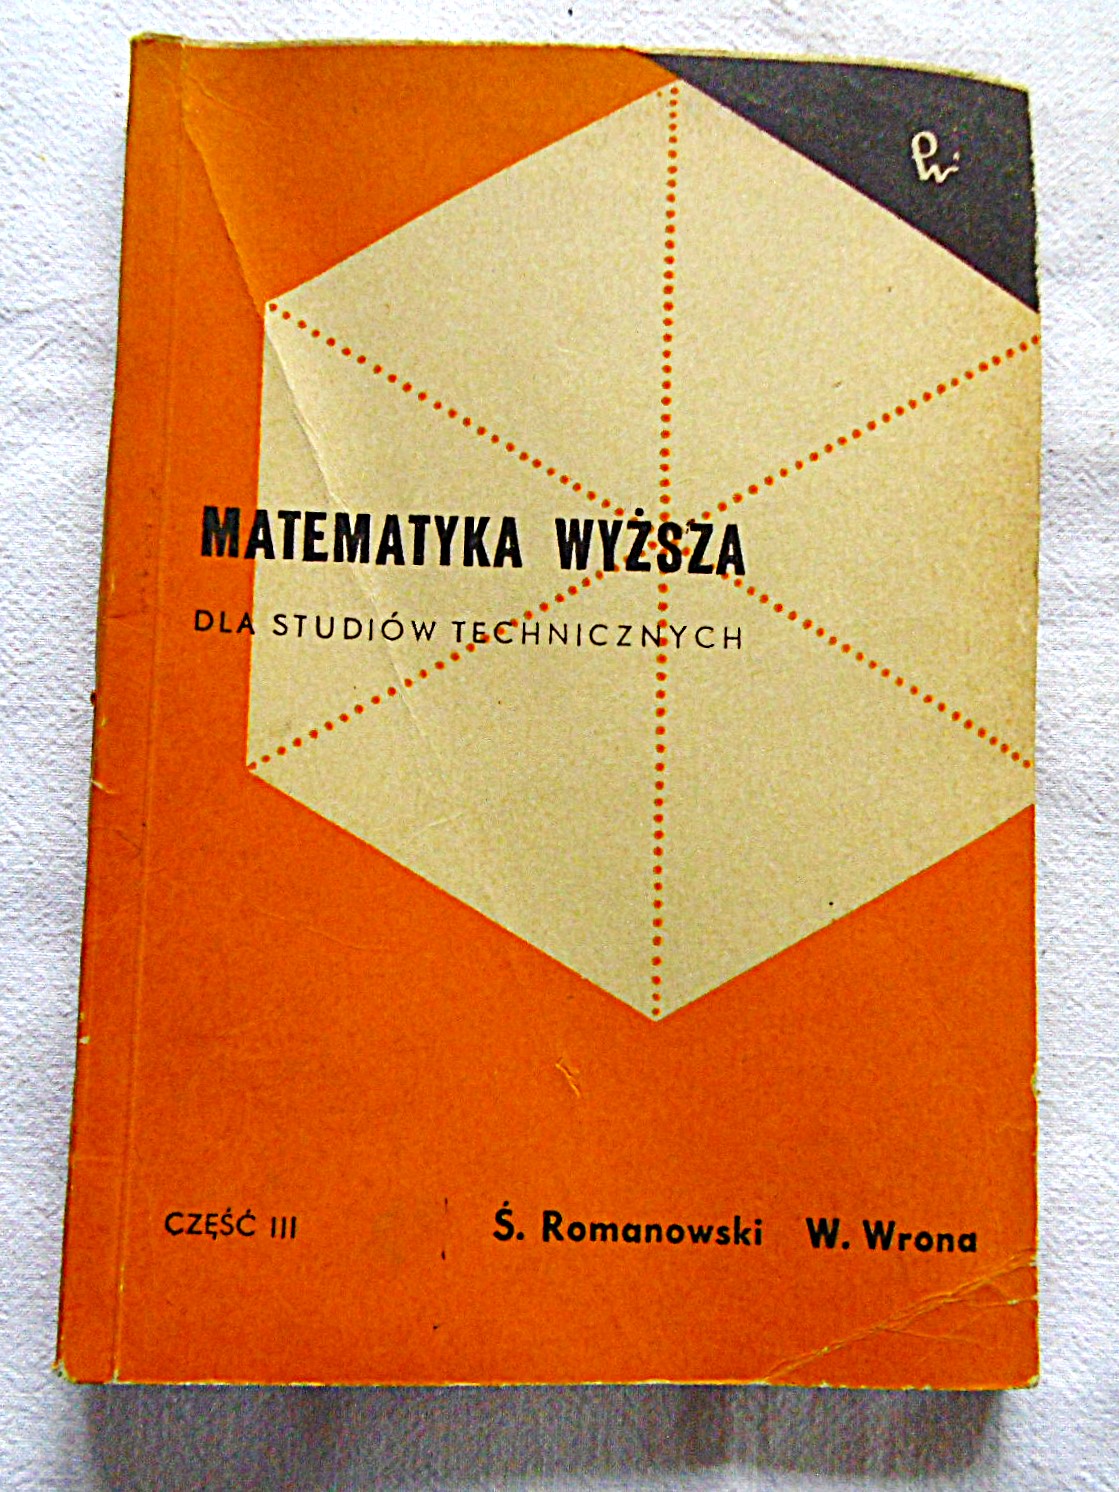 MATEMATYKA WYŻSZA
DLA STUDIÓW TECHNICZNYCH
CZĘŚĆ III
Ś. Romanowski W. Wrona